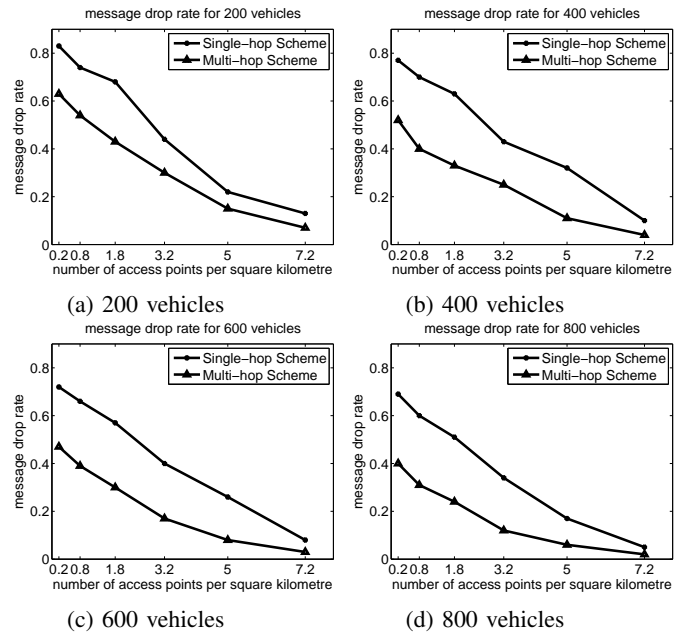 message drop rate for 200 vehicles
0.8
0.6
0.4
0.2
0
message drop rate
Single-hop Scheme
Multi-hop Scheme
0.2 0.8 1.8 3.2 5 7.2
number of access points per square kilometre
(a) 200 vehicles
message drop rate for 400 vehicles
0.8
0.6
0.4
0.2
0
message drop rate
Single-hop Scheme
Multi-hop Scheme
0.2 0.8 1.8 3.2 5 7.2
number of access points per square kilometre
(b) 400 vehicles
message drop rate for 600 vehicles
0.8
0.6
0.4
0.2
0
message drop rate
Single-hop Scheme
Multi-hop Scheme
0.2 0.8 1.8 3.2 5 7.2
number of access points per square kilometre
(c) 600 vehicles
message drop rate for 800 vehicles
0.8
0.6
0.4
0.2
0
message drop rate
Single-hop Scheme
Multi-hop Scheme
0.2 0.8 1.8 3.2 5 7.2
number of access points per square kilometre
(d) 800 vehicles